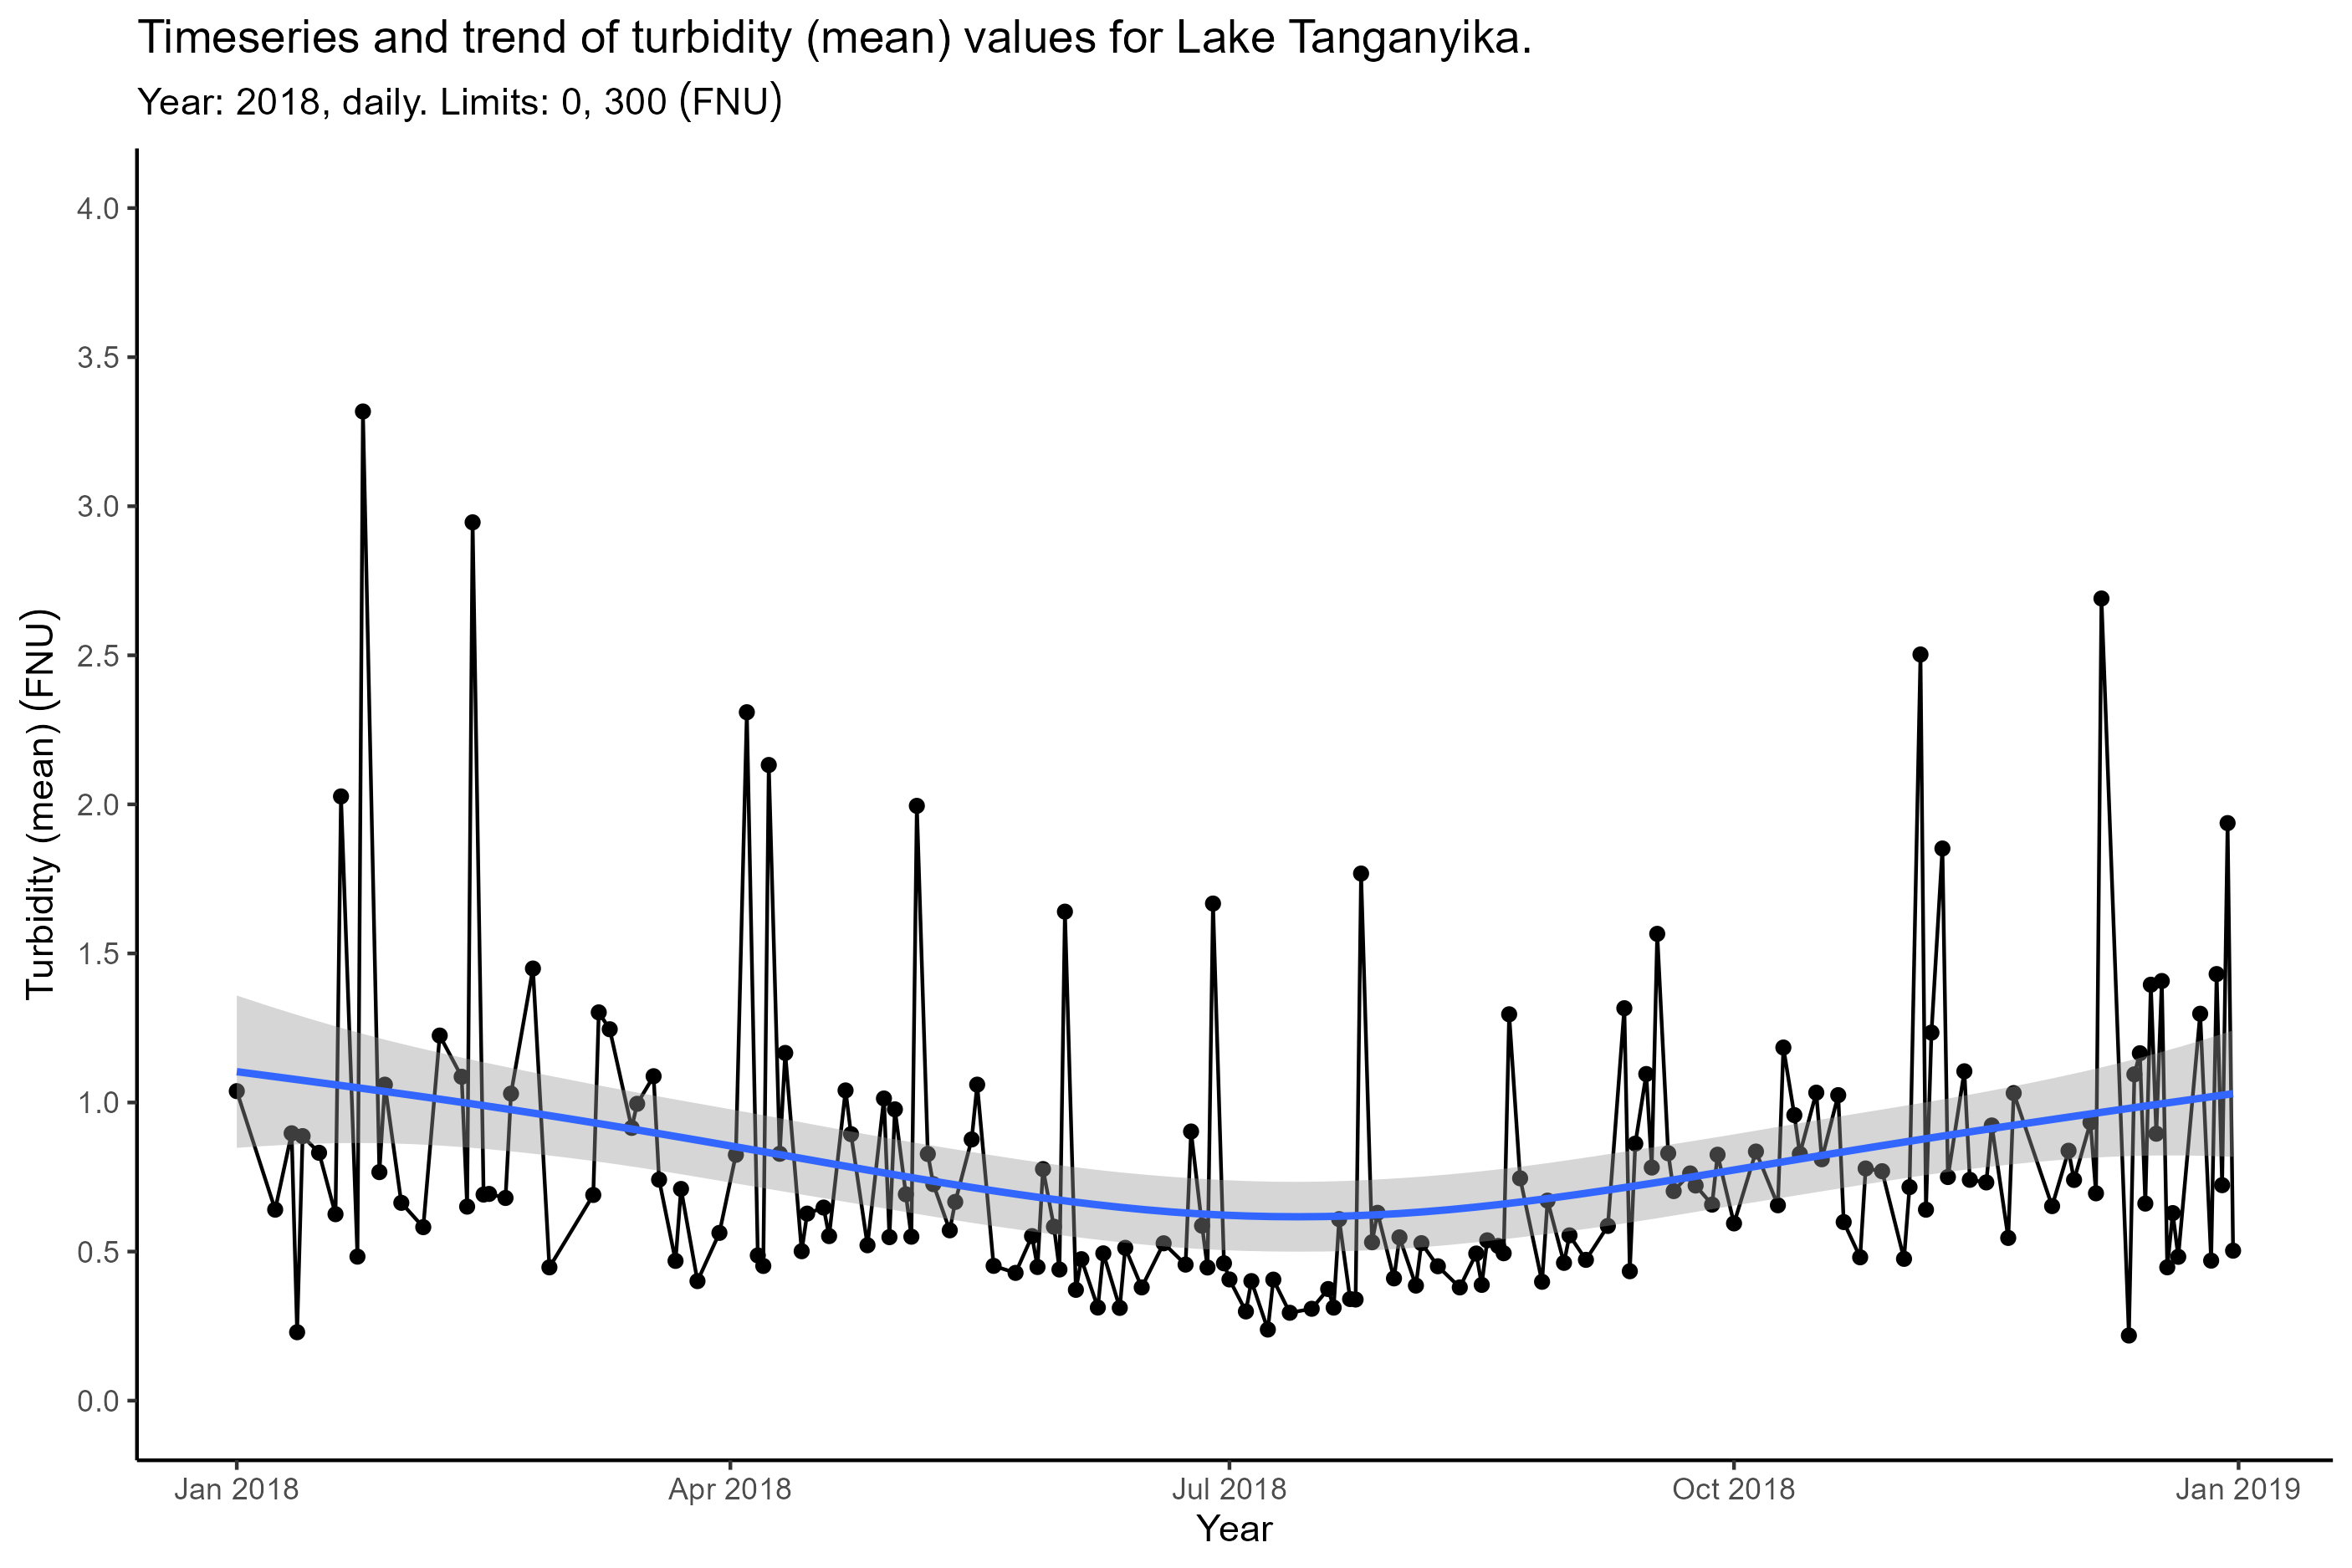 Timeseries and trend of turbidity (mean) values for Lake Tanganyika.
Year: 2018, daily. Limits: 0, 300 (FNU)
Turbidity (mean) (FNU)
4.0
3.5
3.0
2.5
2.0
1.5
1.0
0.5
0.0
Jan 2018 Apr 2018 Jul 2018 Oct 2018 Jan 2019
Year